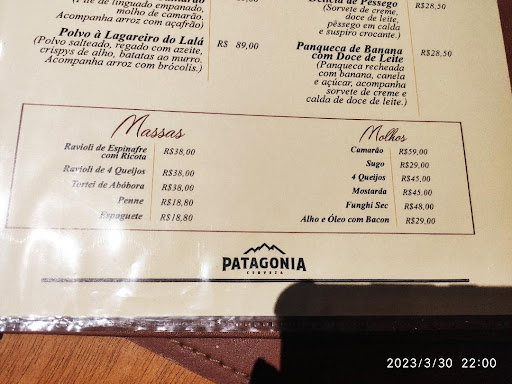 (Filé de linguado empanado,
molho de camarão.
Acompanha arroz com açafrão)
Polvo à Lagareiro do Lalá
R$ 89,00
(Polvo salteado, regado com azeite,
crispys de alho, batatas ao murro.
Acompanha arroz com brócolis.)
Delícia de Pêssego
R$28,50
(Sorvete de creme,
doce de leite,
pêssego em calda
e suspiro crocante.)
Panqueca de Banana
R$28,50
com Doce de Leite
(Panqueca recheada
com banana, canela
e açúcar, acompanha
sorvete de creme e
calda de doce de leite.)
Massas
Ravioli de Espinafre R$38,00
com Ricota
Ravioli de 4 Queijos R$38,00
Tortei de Abóbora R$38,00
Penne R$18,80
Espaguete R$18,80
Molhos
Camarão R$59,00
Sugo R$29,00
4 Queijos R$45,00
Mostarda R$45,00
Funghi Sec R$48,00
Alho e Óleo com Bacon R$29,00
PATAGONIA
CERVEZA
2023/3/30 22:00